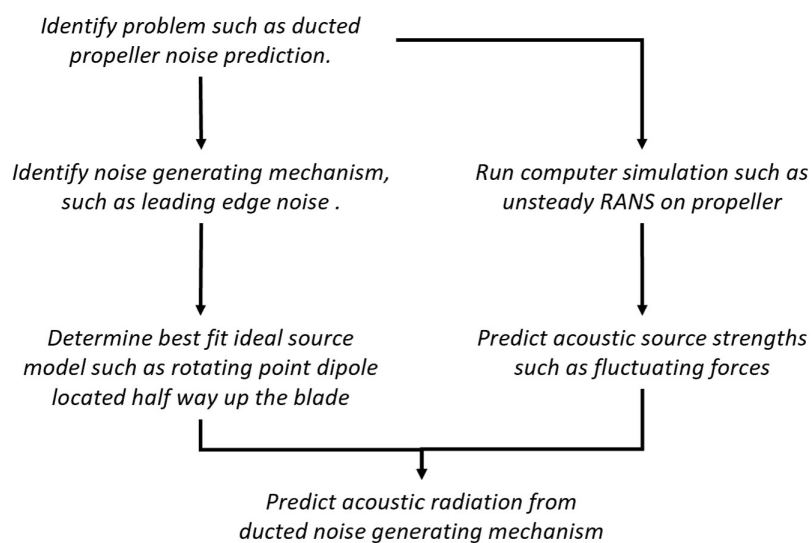 Identify problem such as ducted
propeller noise prediction.
Identify noise generating mechanism,
such as leading edge noise .
Run computer simulation such as
unsteady RANS on propeller
Determine best fit ideal source
model such as rotating point dipole
located half way up the blade
Predict acoustic source strengths
such as fluctuating forces
Predict acoustic radiation from
ducted noise generating mechanism